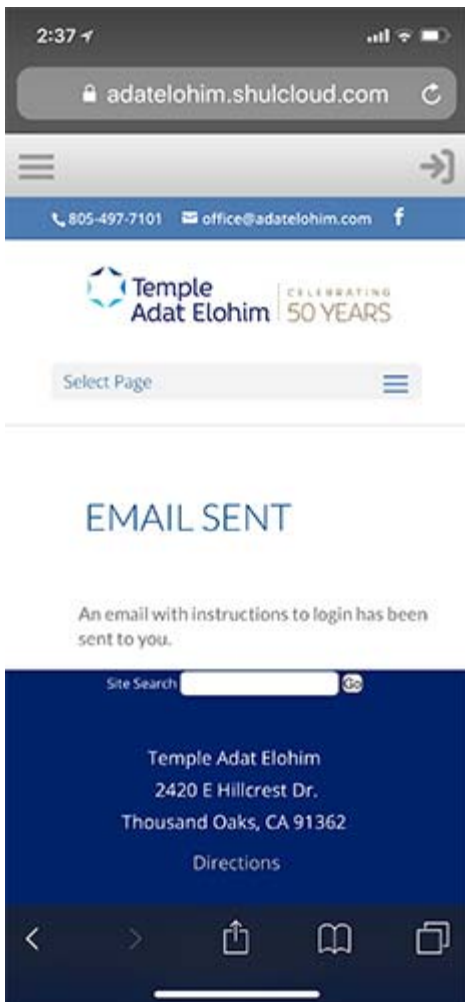 2:37
adatelohim.shulcloud.com
805-497-7101 office@adatelohim.com f
Temple
Adat Elohim
CELEBRATING
50 YEARS
Select Page
EMAIL SENT
An email with instructions to login has been
sent to you.
Site Search Go
Temple Adat Elohim
2420 E Hillcrest Dr.
Thousand Oaks, CA 91362
Directions